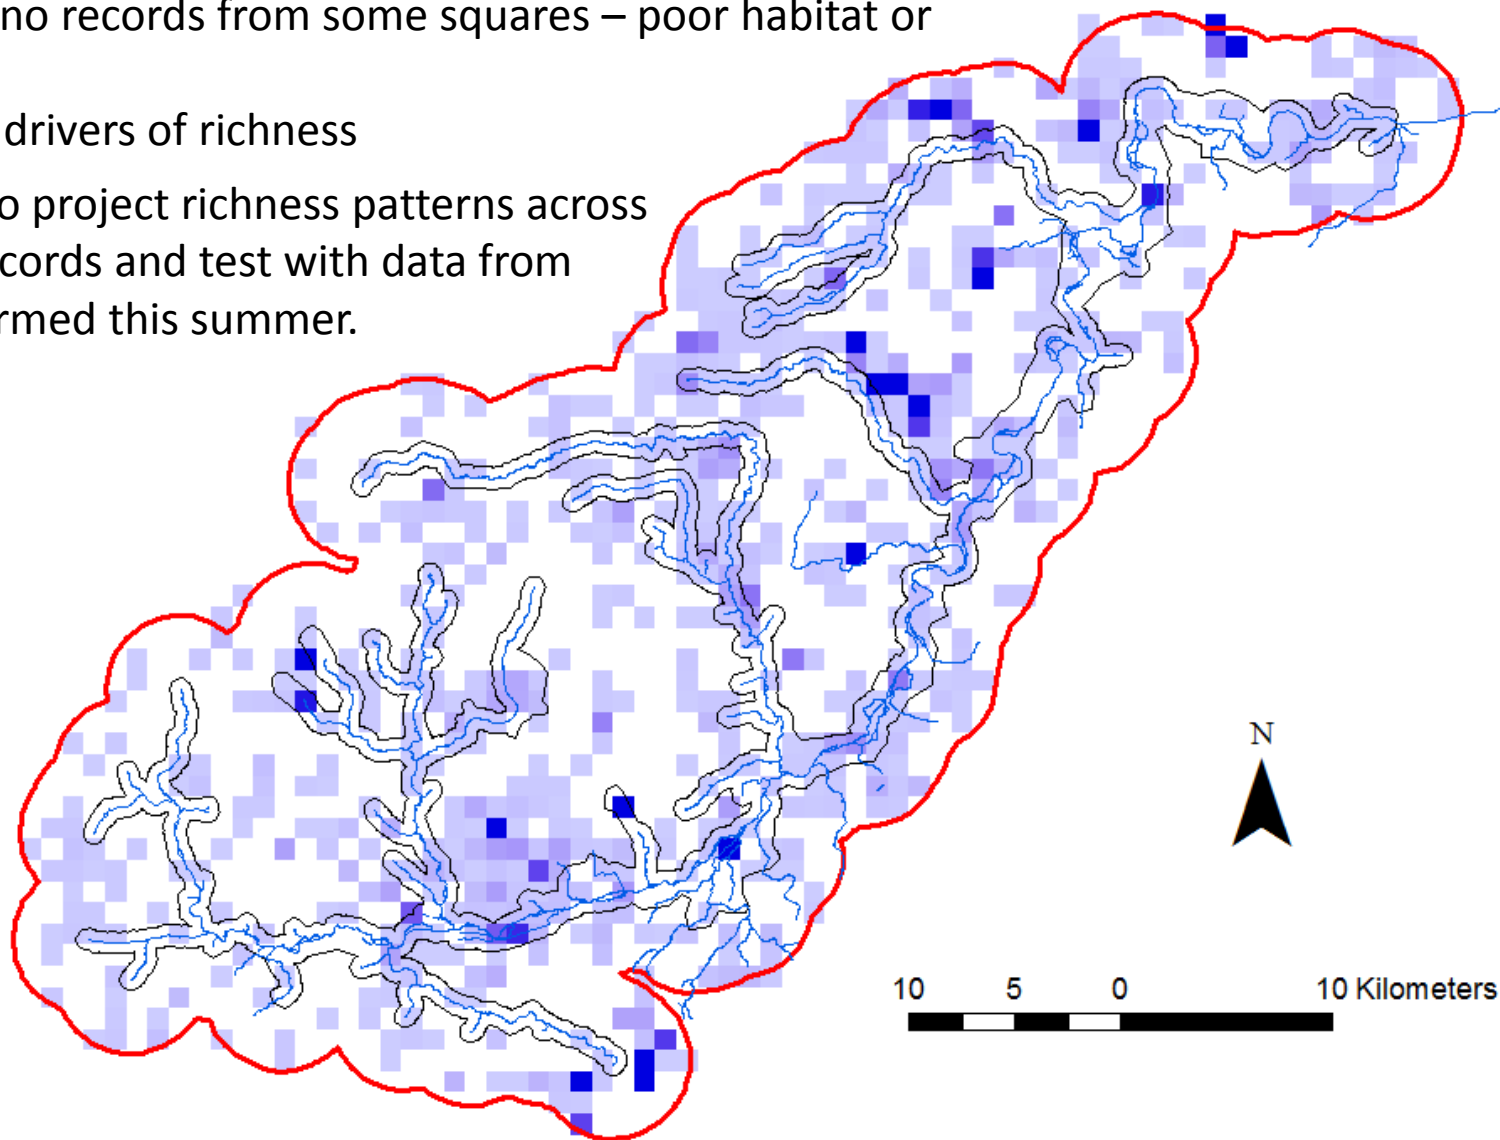 no records from some squares – poor habitat or
drivers of richness
o project richness patterns across
cords and test with data from
rmed this summer.
N
10 5 0 10 Kilometers